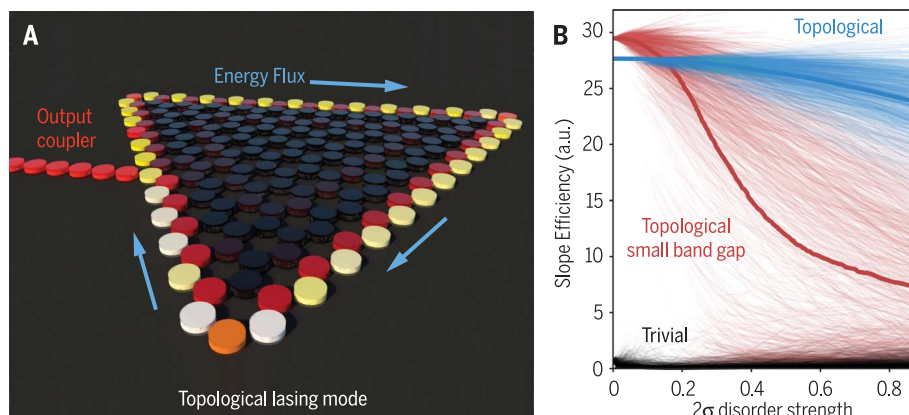 A
Energy Flux
Output
coupler
Topological lasing mode
B
Slope Efficiency (a.u.)
30
25
20
15
10
5
0
Topological
Topological
small band gap
Trivial
0
0.2
0.4
0.6
0.8
2σ disorder strength